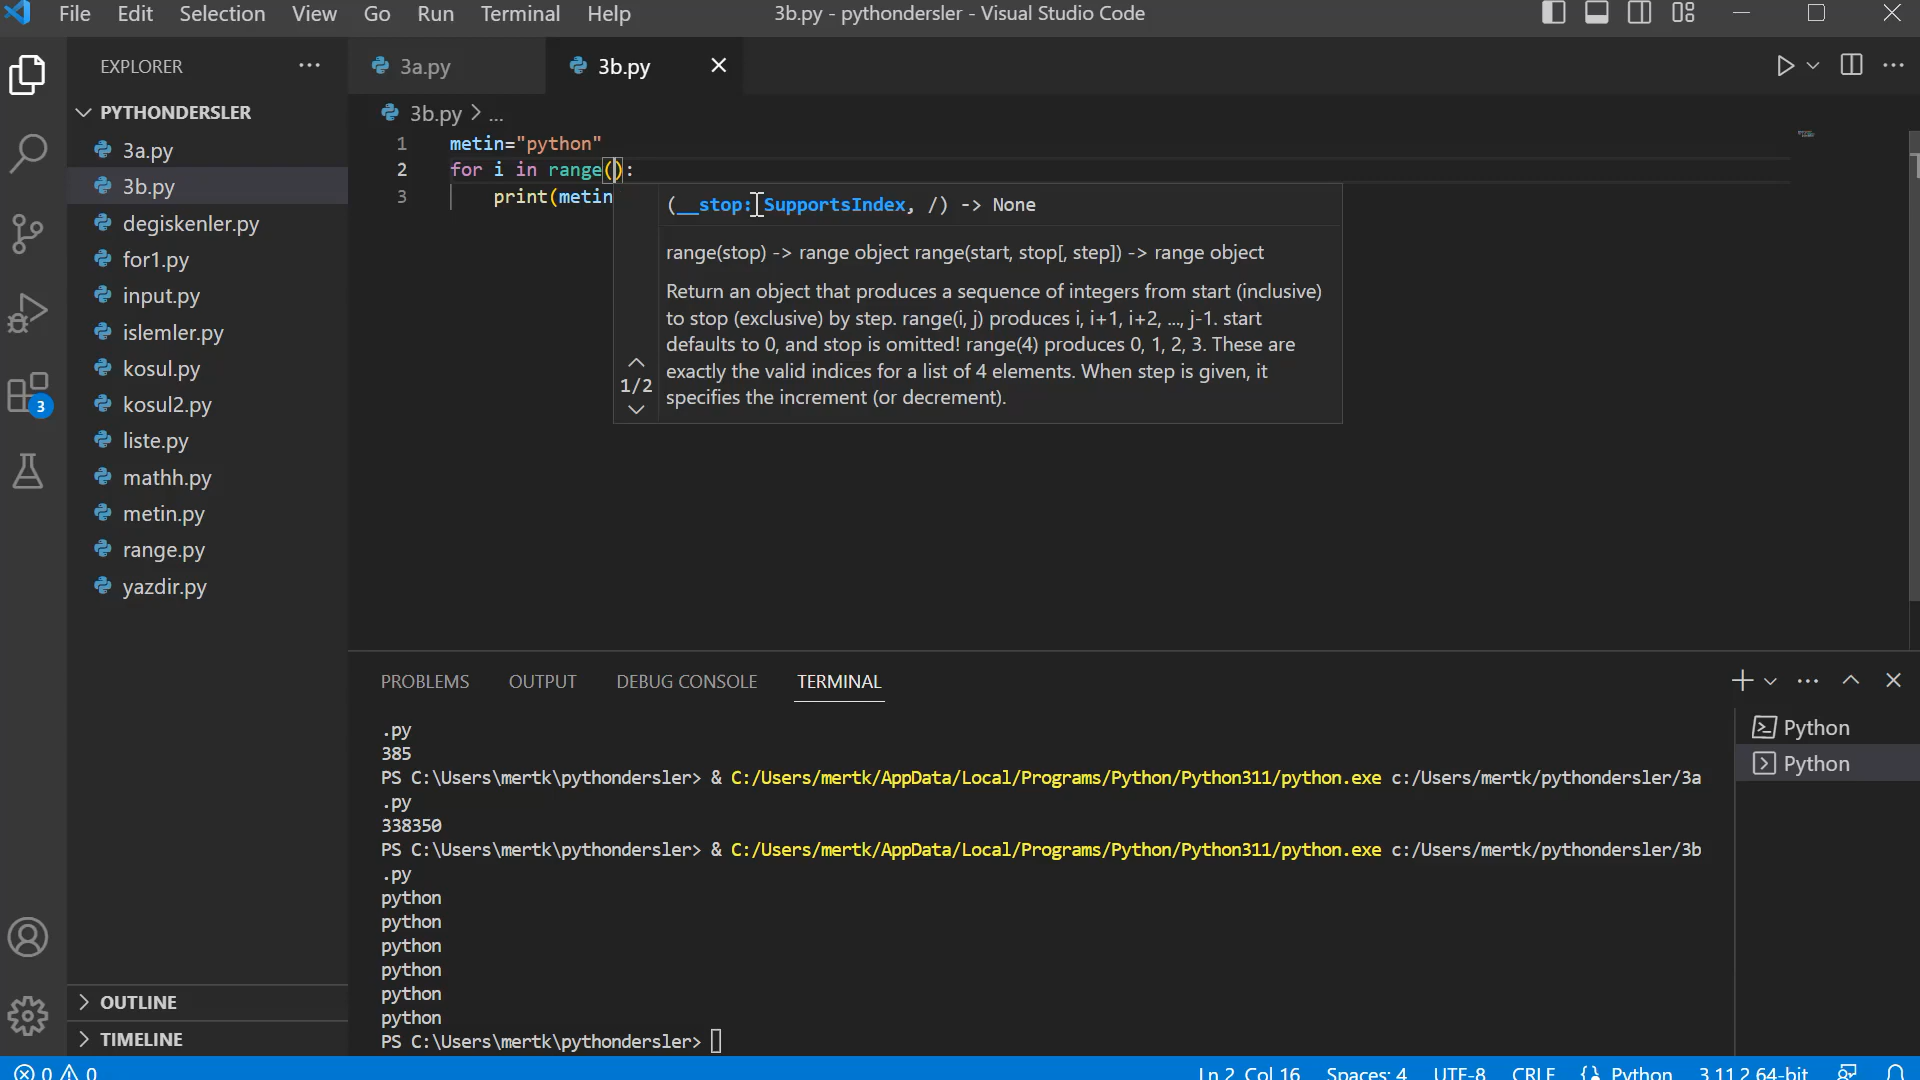 File Edit Selection View Go Run Terminal Help
3b.py - pythondersler - Visual Studio Code
EXPLORER
3a.py
3b.py
PYTHONDERSLER
3a.py
3b.py
degiskenler.py
for1.py
input.py
islemler.py
kosul.py
kosul2.py
liste.py
mathh.py
metin.py
range.py
yazdir.py
OUTLINE
TIMELINE
3
3b.py > ...
1 metin="python"
2 for i in range():
3 print(metin
(__stop: SupportsIndex, /) -> None
range(stop) -> range object range(start, stop[, step]) -> range object
Return an object that produces a sequence of integers from start (inclusive)
to stop (exclusive) by step. range(i, j) produces i, i+1, i+2, ..., j-1. start
defaults to 0, and stop is omitted! range(4) produces 0, 1, 2, 3. These are
exactly the valid indices for a list of 4 elements. When step is given, it
specifies the increment (or decrement).
1/2
PROBLEMS OUTPUT DEBUG CONSOLE TERMINAL
.py
385
PS C:\Users\mertk\pythondersler> & C:/Users/mertk/AppData/Local/Programs/Python/Python311/python.exe c:/Users/mertk/pythondersler/3a
.py
338350
PS C:\Users\mertk\pythondersler> & C:/Users/mertk/AppData/Local/Programs/Python/Python311/python.exe c:/Users/mertk/pythondersler/3b
.py
python
python
python
python
python
python
PS C:\Users\mertk\pythondersler>
Python
Python
0 0
Ln 2, Col 16 Spaces: 4 UTF-8 CRLF Python 3.11.2 64-bit